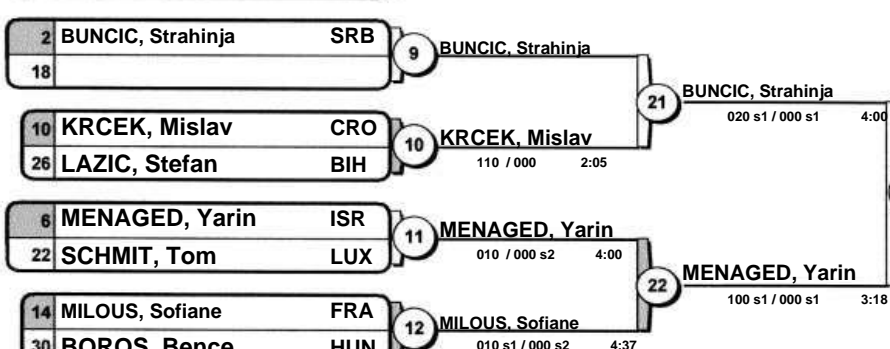 2 BUNCIC, Strahinja SRB
18
9
BUNCIC, Strahinja
10 KRCEK, Mislav CRO
26 LAZIC, Stefan BIH
10
KRCEK, Mislav
110 / 000 2:05
21
BUNCIC, Strahinja
020 s1 / 000 s1 4:00
6 MENAGED, Yarin ISR
22 SCHMIT, Tom LUX
11
MENAGED, Yarin
010 / 000 s2 4:00
14 MILOUS, Sofiane FRA
30 BOROS, Bence HUN
12
MILOUS, Sofiane
010 s1 / 000 s2 4:37
22
MENAGED, Yarin
100 s1 / 000 s1 3:18